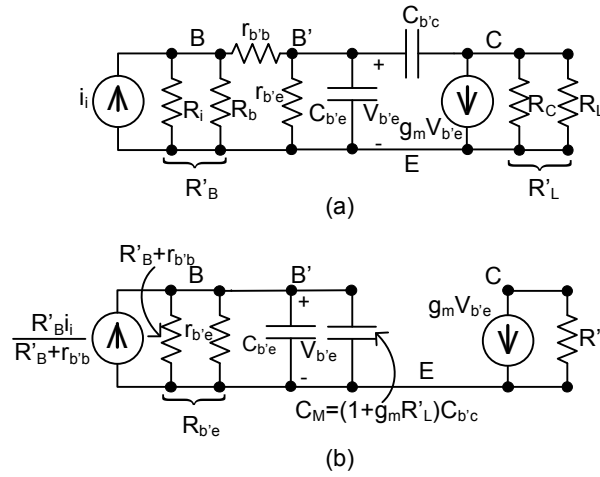 B r_b'b B' C_b'c C
i_i R_i R_b r_b'e C_b'e + V_b'e - g_mV_b'e R_C R_L
R'_B E R'_L
(a)
R'_B+r_b'b B B' C
R'_Bi_i
R'_B+r_b'b
r_b'e C_b'e + V_b'e - g_mV_b'e R'
R_b'e C_M=(1+g_mR'_L)C_b'c E
(b)